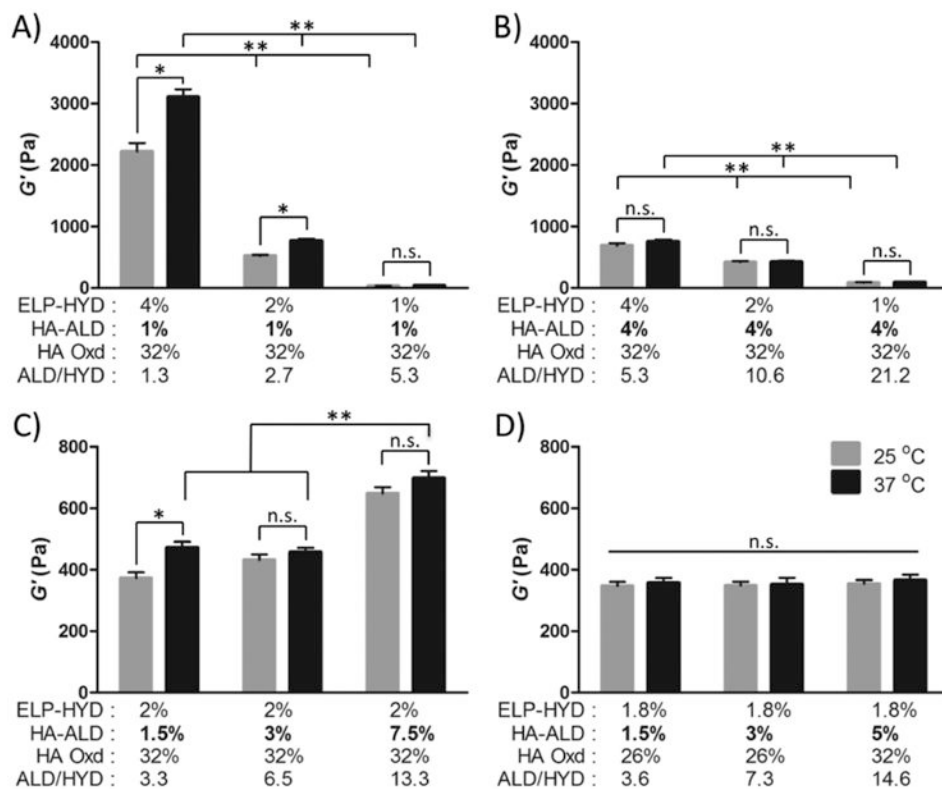 A)
4000
3000
2000
1000
0
G' (Pa)
**
**
*
*
n.s.
ELP-HYD : 4% 2% 1%
HA-ALD : 1% 1% 1%
HA Oxd : 32% 32% 32%
ALD/HYD : 1.3 2.7 5.3
B)
4000
3000
2000
1000
0
G' (Pa)
**
**
n.s.
n.s.
n.s.
ELP-HYD : 4% 2% 1%
HA-ALD : 4% 4% 4%
HA Oxd : 32% 32% 32%
ALD/HYD : 5.3 10.6 21.2
C)
800
600
400
200
0
G' (Pa)
**
*
n.s.
n.s.
ELP-HYD : 2% 2% 2%
HA-ALD : 1.5% 3% 7.5%
HA Oxd : 32% 32% 32%
ALD/HYD : 3.3 6.5 13.3
D)
800
600
400
200
0
G' (Pa)
25 °C
37 °C
n.s.
ELP-HYD : 1.8% 1.8% 1.8%
HA-ALD : 1.5% 3% 5%
HA Oxd : 26% 26% 32%
ALD/HYD : 3.6 7.3 14.6